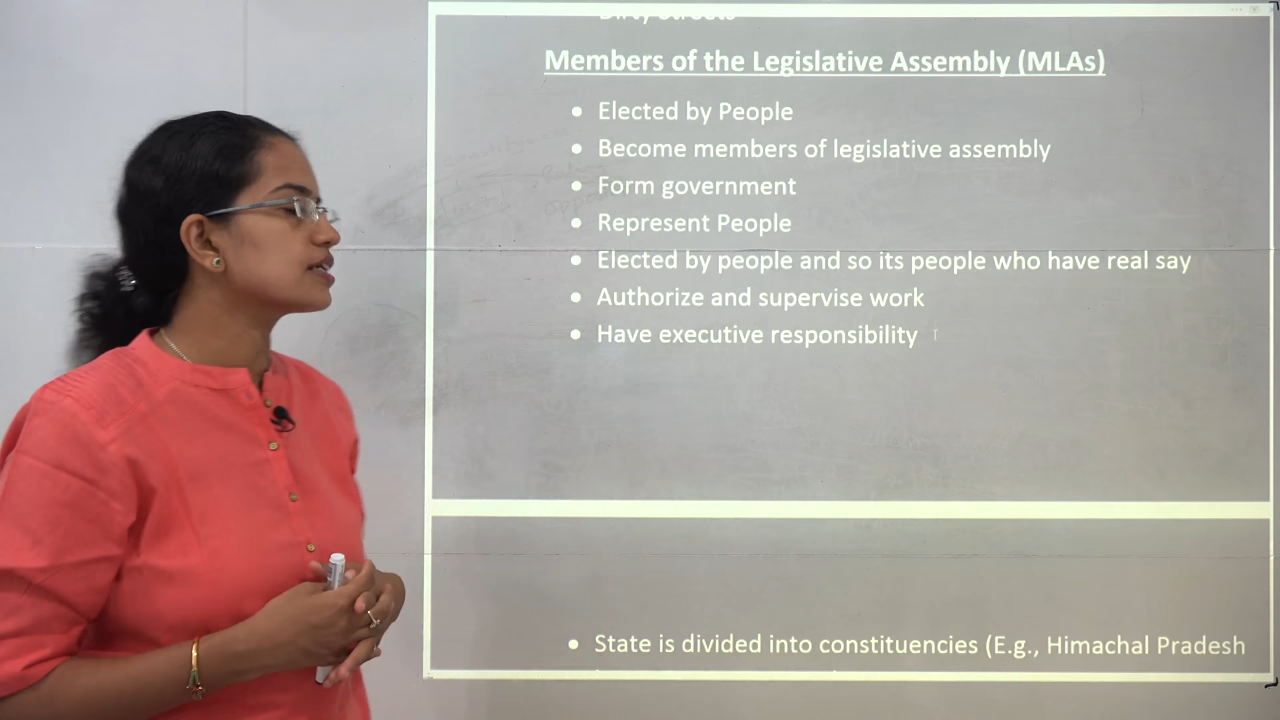 Dirty Streets
Members of the Legislative Assembly (MLAs)
• Elected by People
• Become members of legislative assembly
• Form government
• Represent People
• Elected by people and so its people who have real say
• Authorize and supervise work
• Have executive responsibility
• State is divided into constituencies (E.g., Himachal Pradesh